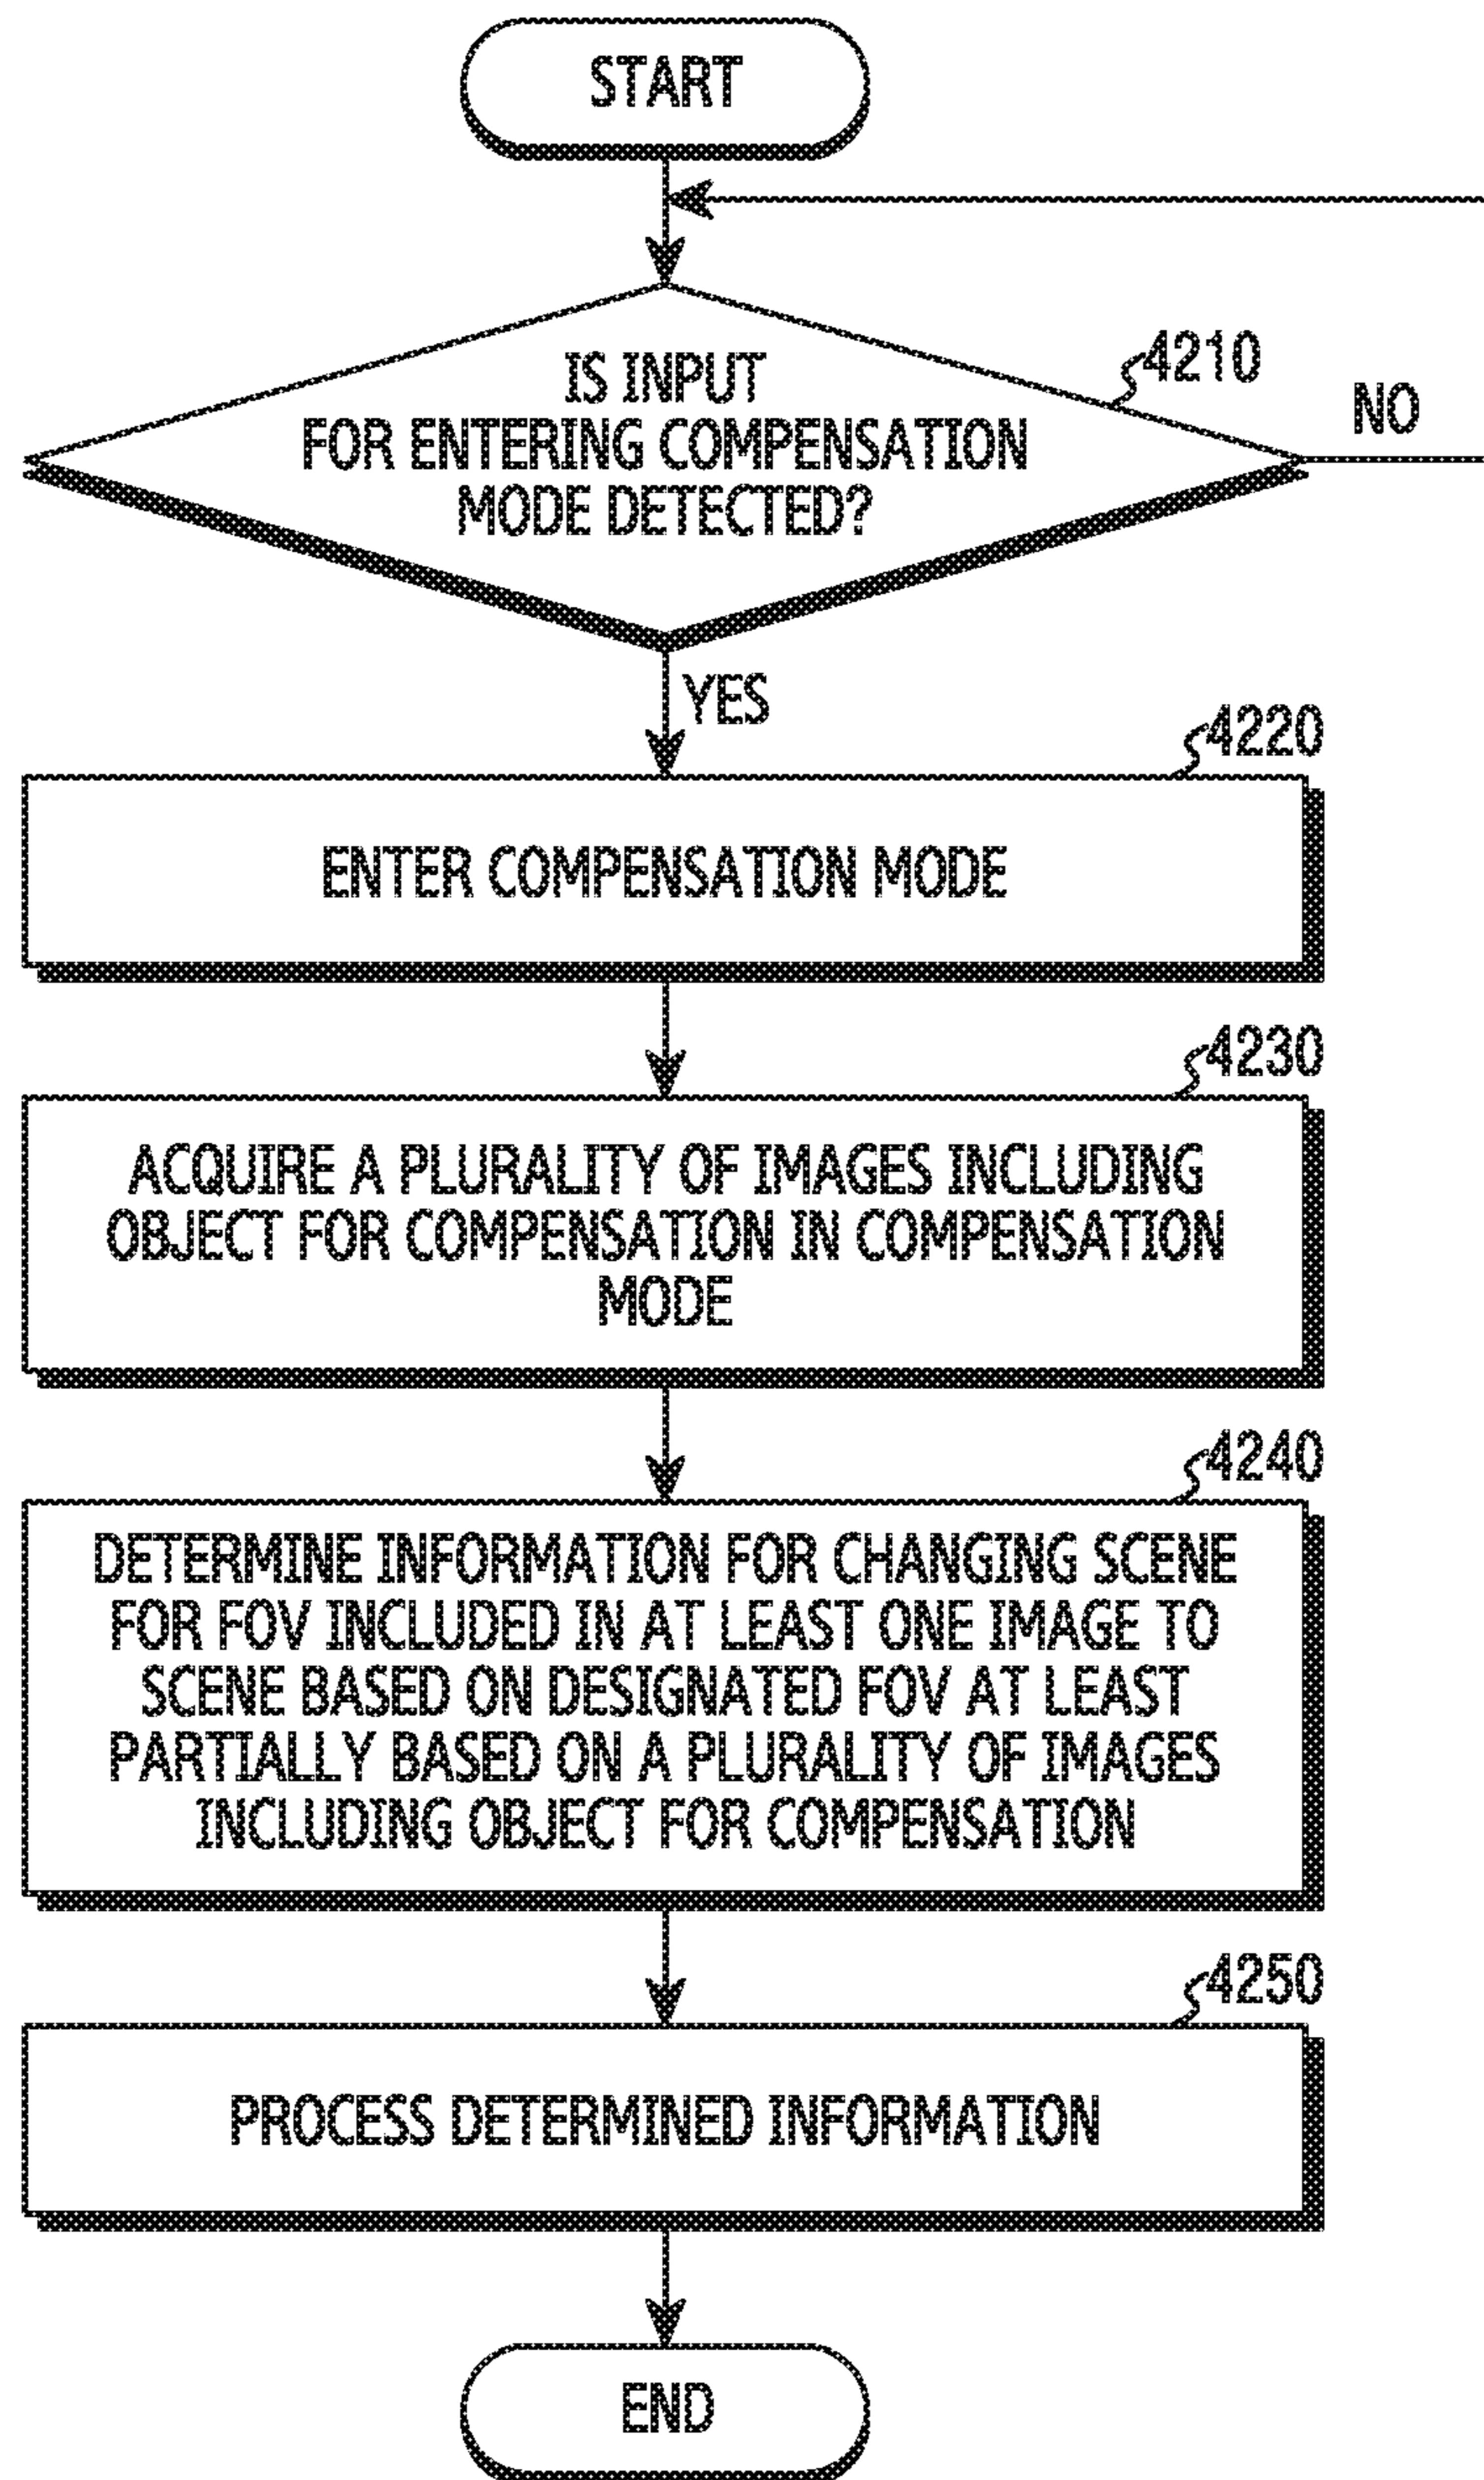 START
4210
IS INPUT
FOR ENTERING COMPENSATION
MODE DETECTED?
NO
YES
4220
ENTER COMPENSATION MODE
4230
ACQUIRE A PLURALITY OF IMAGES INCLUDING
OBJECT FOR COMPENSATION IN COMPENSATION
MODE
4240
DETERMINE INFORMATION FOR CHANGING SCENE
FOR FOV INCLUDED IN AT LEAST ONE IMAGE TO
SCENE BASED ON DESIGNATED FOV AT LEAST
PARTIALLY BASED ON A PLURALITY OF IMAGES
INCLUDING OBJECT FOR COMPENSATION
4250
PROCESS DETERMINED INFORMATION
END